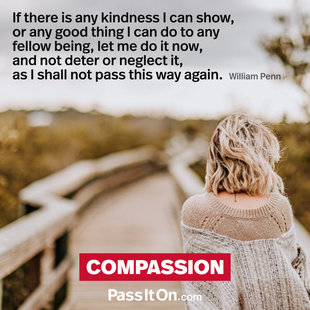 If there is any kindness I can show,
or any good thing I can do to any
fellow being, let me do it now,
and not deter or neglect it,
as I shall not pass this way again. William Penn
COMPASSION
PassItOn.com